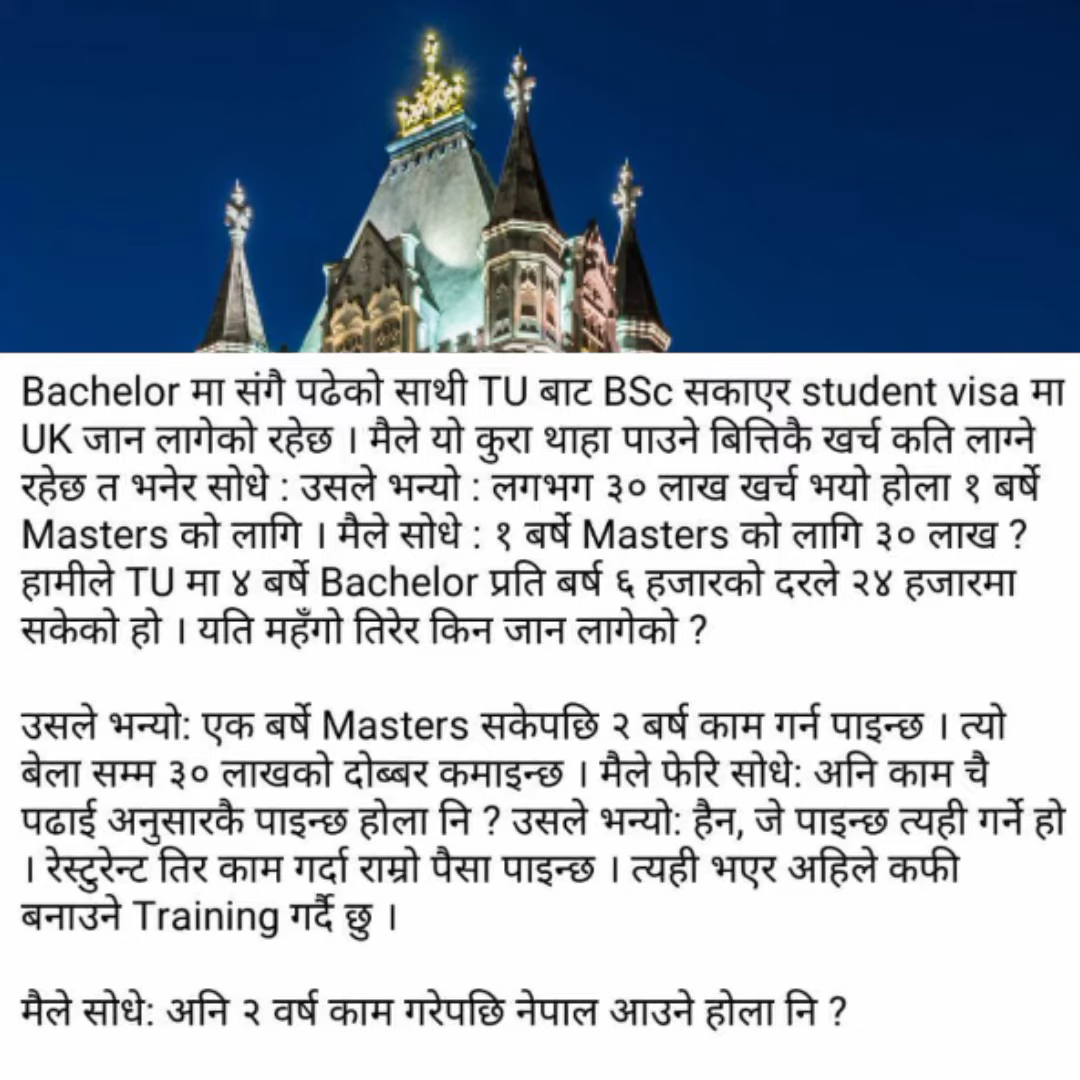 Bachelor मा संगै पढेको साथी TU बाट BSc सकाएर student visa मा
UK जान लागेको रहेछ । मैले यो कुरा थाहा पाउने बित्तिकै खर्च कति लाग्ने
रहेछ त भनेर सोधे : उसले भन्यो : लगभग ३० लाख खर्च भयो होला १ बर्षे
Masters को लागि । मैले सोधे : १ बर्षे Masters को लागि ३० लाख ?
हामीले TU मा ४ बर्षे Bachelor प्रति बर्ष ६ हजारको दरले २४ हजारमा
सकेको हो । यति महँगो तिरेर किन जान लागेको ?
उसले भन्यो: एक बर्षे Masters सकेपछि २ बर्ष काम गर्न पाइन्छ । त्यो
बेला सम्म ३० लाखको दोब्बर कमाइन्छ । मैले फेरि सोधे: अनि काम चै
पढाई अनुसारकै पाइन्छ होला नि ? उसले भन्यो: हैन, जे पाइन्छ त्यही गर्ने हो
। रेस्टुरेन्ट तिर काम गर्दा राम्रो पैसा पाइन्छ । त्यही भएर अहिले कफी
बनाउने Training गर्दै छु ।
मैले सोधे: अनि २ वर्ष काम गरेपछि नेपाल आउने होला नि ?